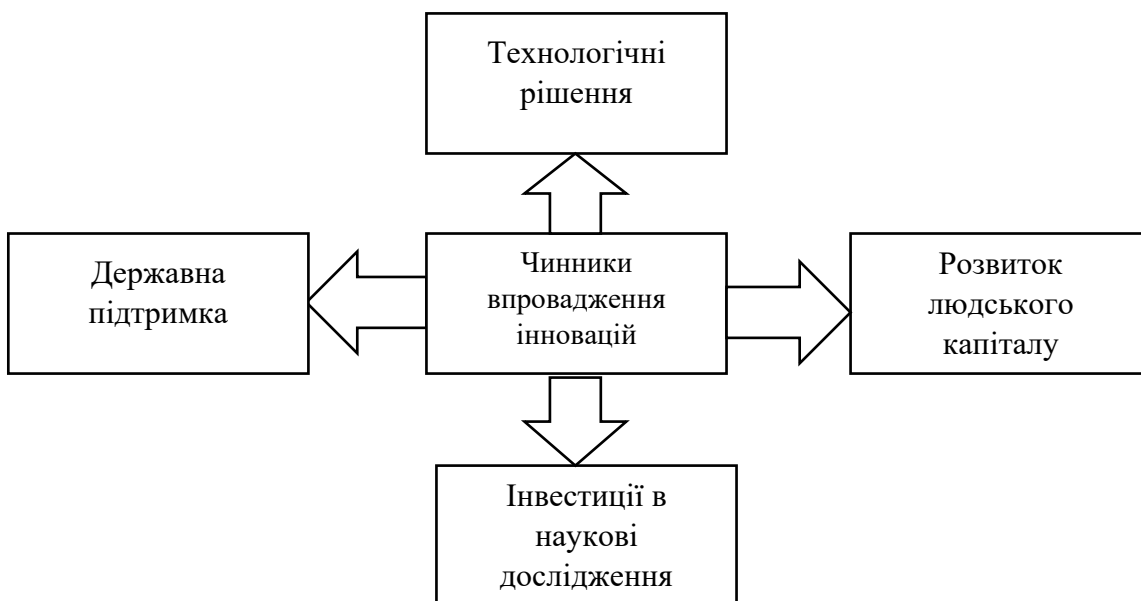 Технологічні
рішення
Державна
підтримка
Чинники
впровадження
інновацій
Розвиток
людського
капіталу
Інвестиції в
наукові
дослідження